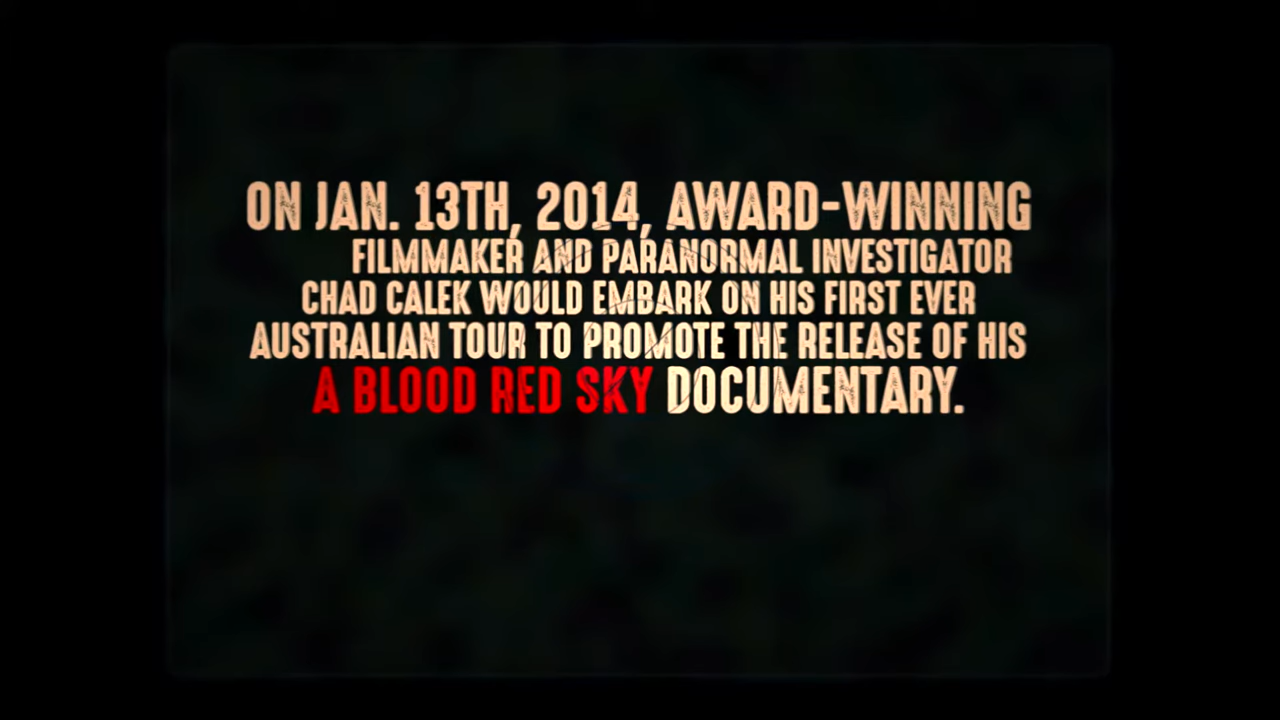 ON JAN. 13TH, 2014, AWARD-WINNING
FILMMAKER AND PARANORMAL INVESTIGATOR
CHAD CALEK WOULD EMBARK ON HIS FIRST EVER
AUSTRALIAN TOUR TO PROMOTE THE RELEASE OF HIS
A BLOOD RED SKY DOCUMENTARY.